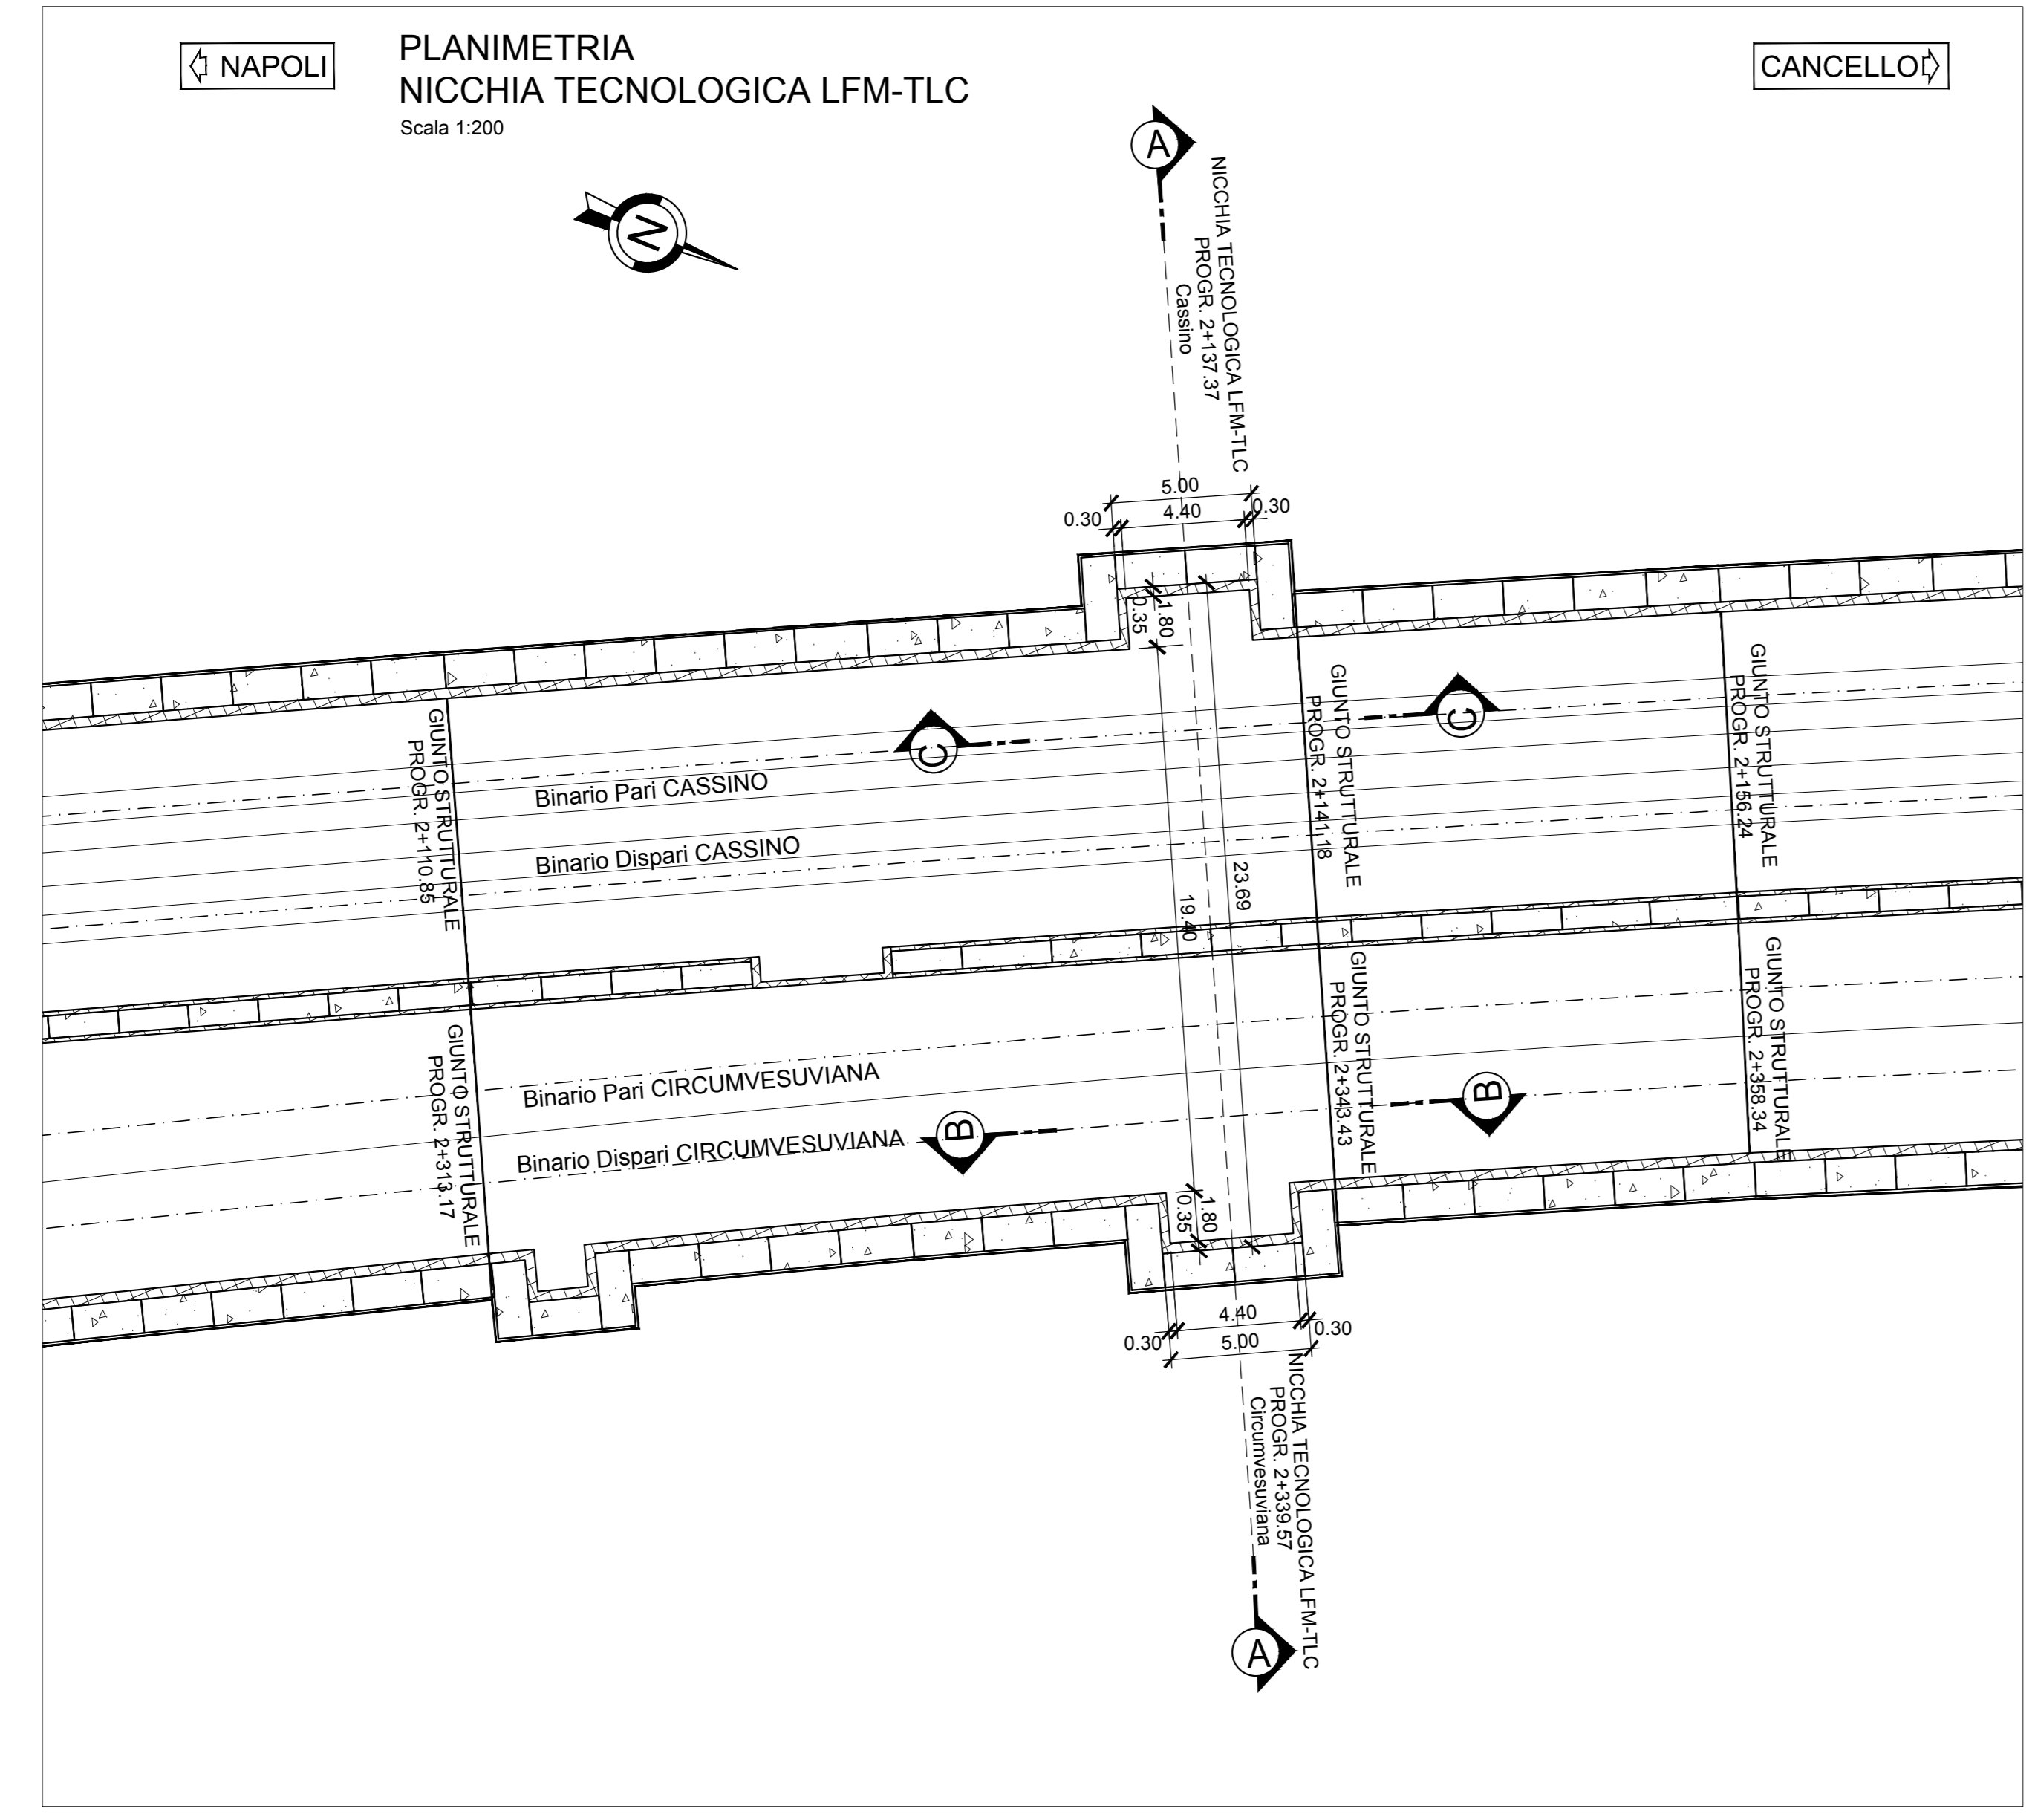 NAPOLI
PLANIMETRIA
NICCHIA TECNOLOGICA LFM-TLC
Scala 1:200
CANCELLO
N
A
NICCHIA TECNOLOGICA LFM-TLC
PROGR. 2+137.37
Cassino
5.00
0.30
4.40
0.30
1.80
0.35
GIUNTO STRUTTURALE
PROGR. 2+110.85
C
Binario Pari CASSINO
Binario Dispari CASSINO
GIUNTO STRUTTURALE
PROGR. 2+141.18
C
GIUNTO STRUTTURALE
PROGR. 2+156.24
23.69
19.40
GIUNTO STRUTTURALE
PROGR. 2+313.17
Binario Pari CIRCUMVESUVIANA
Binario Dispari CIRCUMVESUVIANA
B
GIUNTO STRUTTURALE
PROGR. 2+343.43
B
GIUNTO STRUTTURALE
PROGR. 2+358.34
1.80
0.35
4.40
0.30
0.30
5.00
NICCHIA TECNOLOGICA LFM-TLC
PROGR. 2+339.57
Circumvesuviana
A